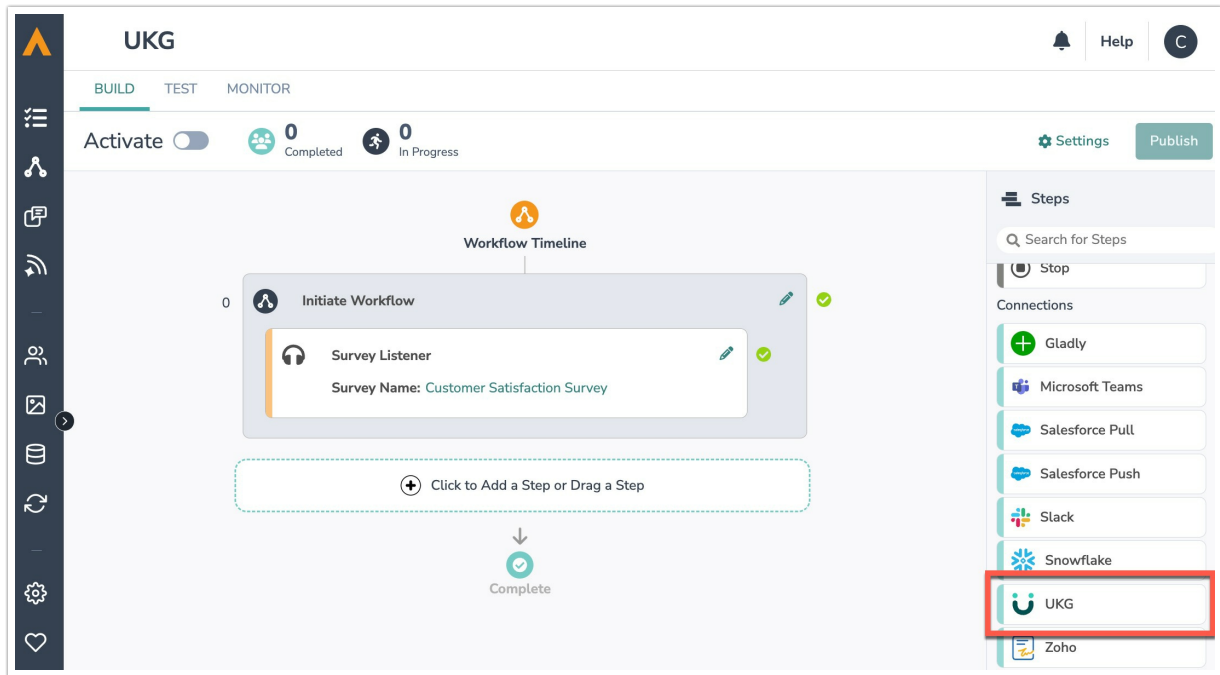 UKG
Help
C
BUILD TEST MONITOR
Activate
0
Completed
0
In Progress
Settings
Publish
Workflow Timeline
0
Initiate Workflow
Survey Listener
Survey Name: Customer Satisfaction Survey
Click to Add a Step or Drag a Step
Complete
Steps
Search for Steps
Stop
Connections
Gladly
Microsoft Teams
Salesforce Pull
Salesforce Push
Slack
Snowflake
UKG
Zoho